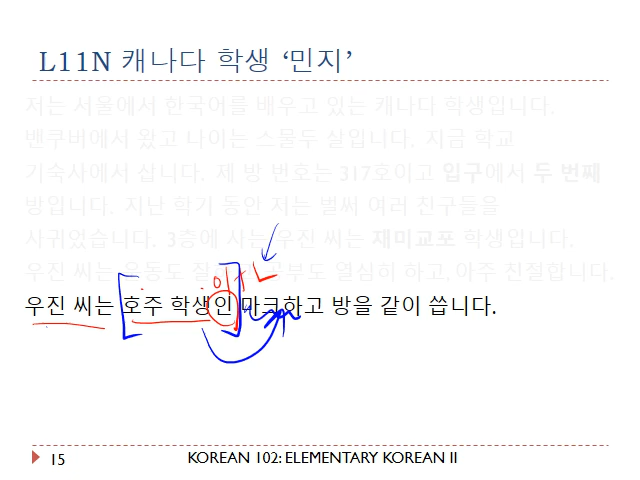 L11N 캐나다 학생 ‘민지’
저는 서울에서 한국어를 배우고 있는 캐나다 학생입니다.
밴쿠버에서 왔고 나이는 스물두 살입니다. 지금 학교
기숙사에서 삽니다. 제 방 번호는 317호이고 입구에서 두 번째
방입니다. 지난 학기 동안 저는 벌써 여러 친구들을
사귀었습니다. 3층에 우진 씨는 재미교포 학생입니다.
우진 씨는 운동도 공부도 열심히 하고 아주 친절합니다.
이 + ㄴ
우진 씨는 호주 학생인 마크하고 방을 같이 씁니다.
15 KOREAN 102: ELEMENTARY KOREAN II